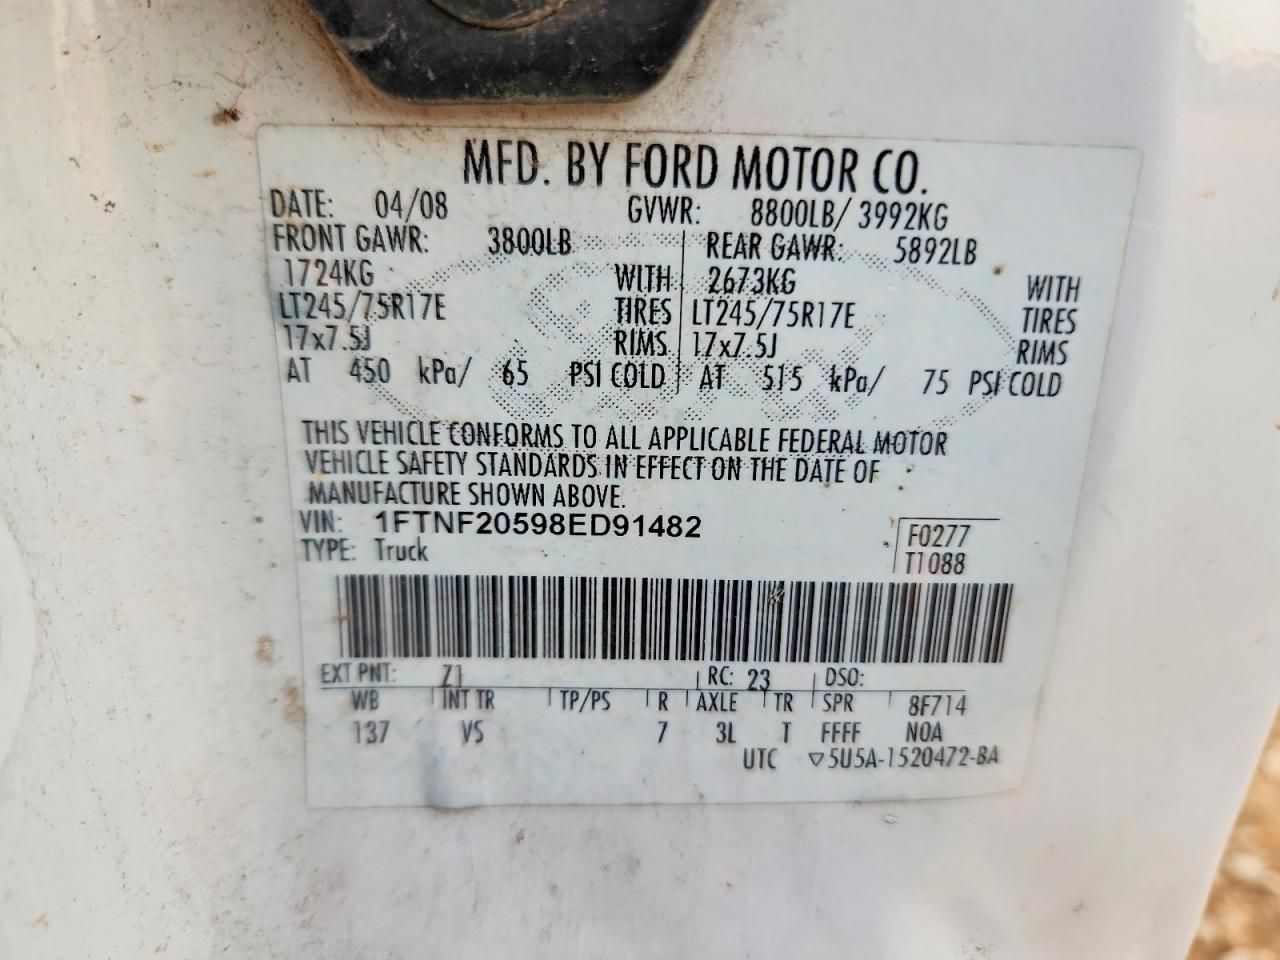 MFD. BY FORD MOTOR CO.
DATE: 04/08 GVWR: 8800LB/ 3992KG
FRONT GAWR: 3800LB REAR GAWR: 5892LB
1724KG WITH 2673KG WITH
LT245/75R17E TIRES LT245/75R17E TIRES
17x7.5J RIMS 17x7.5J RIMS
AT 450 kPa/ 65 PSI COLD AT 515 kPa/ 75 PSI COLD
THIS VEHICLE CONFORMS TO ALL APPLICABLE FEDERAL MOTOR
VEHICLE SAFETY STANDARDS IN EFFECT ON THE DATE OF
MANUFACTURE SHOWN ABOVE.
VIN: 1FTNF20598ED91482 F0277
TYPE: Truck T1088
EXT PNT: Z1 RC: 23 DSO:
WB INT TR TP/PS R AXLE TR SPR 8F714
137 VS 7 3L T FFFF NOA
UTC ▽5U5A-1520472-BA